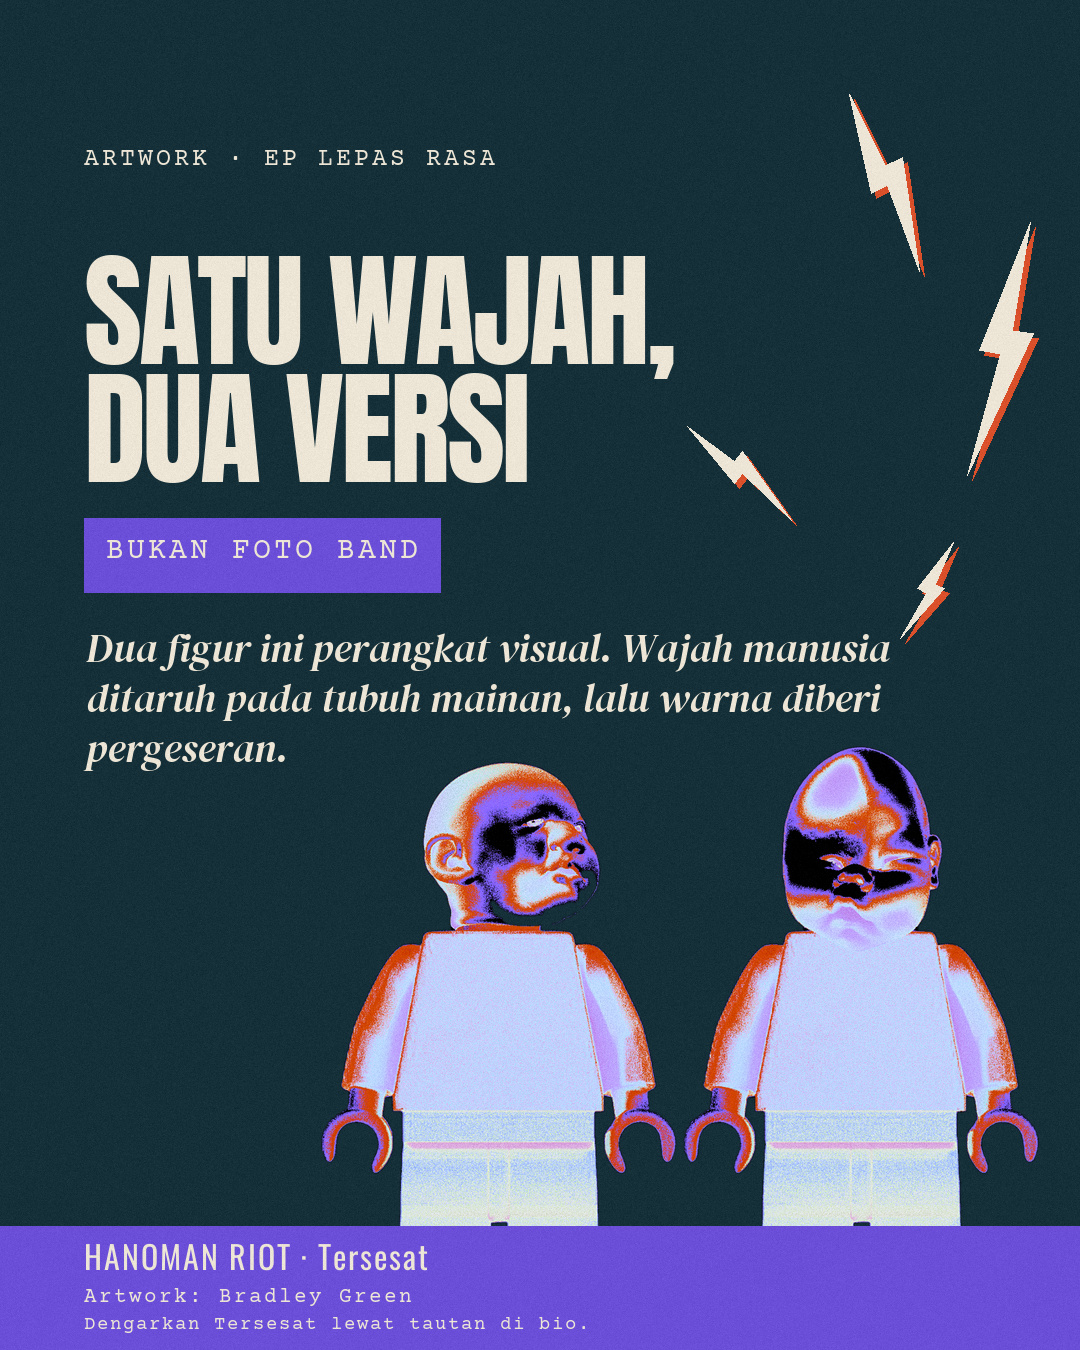 ARTWORK · EP LEPAS RASA
SATU WAJAH,
DUA VERSI
BUKAN FOTO BAND
Dua figur ini perangkat visual. Wajah manusia
ditaruh pada tubuh mainan, lalu warna diberi
pergeseran.
HANOMAN RIOT · Tersesat
Artwork: Bradley Green
Dengarkan Tersesat lewat tautan di bio.